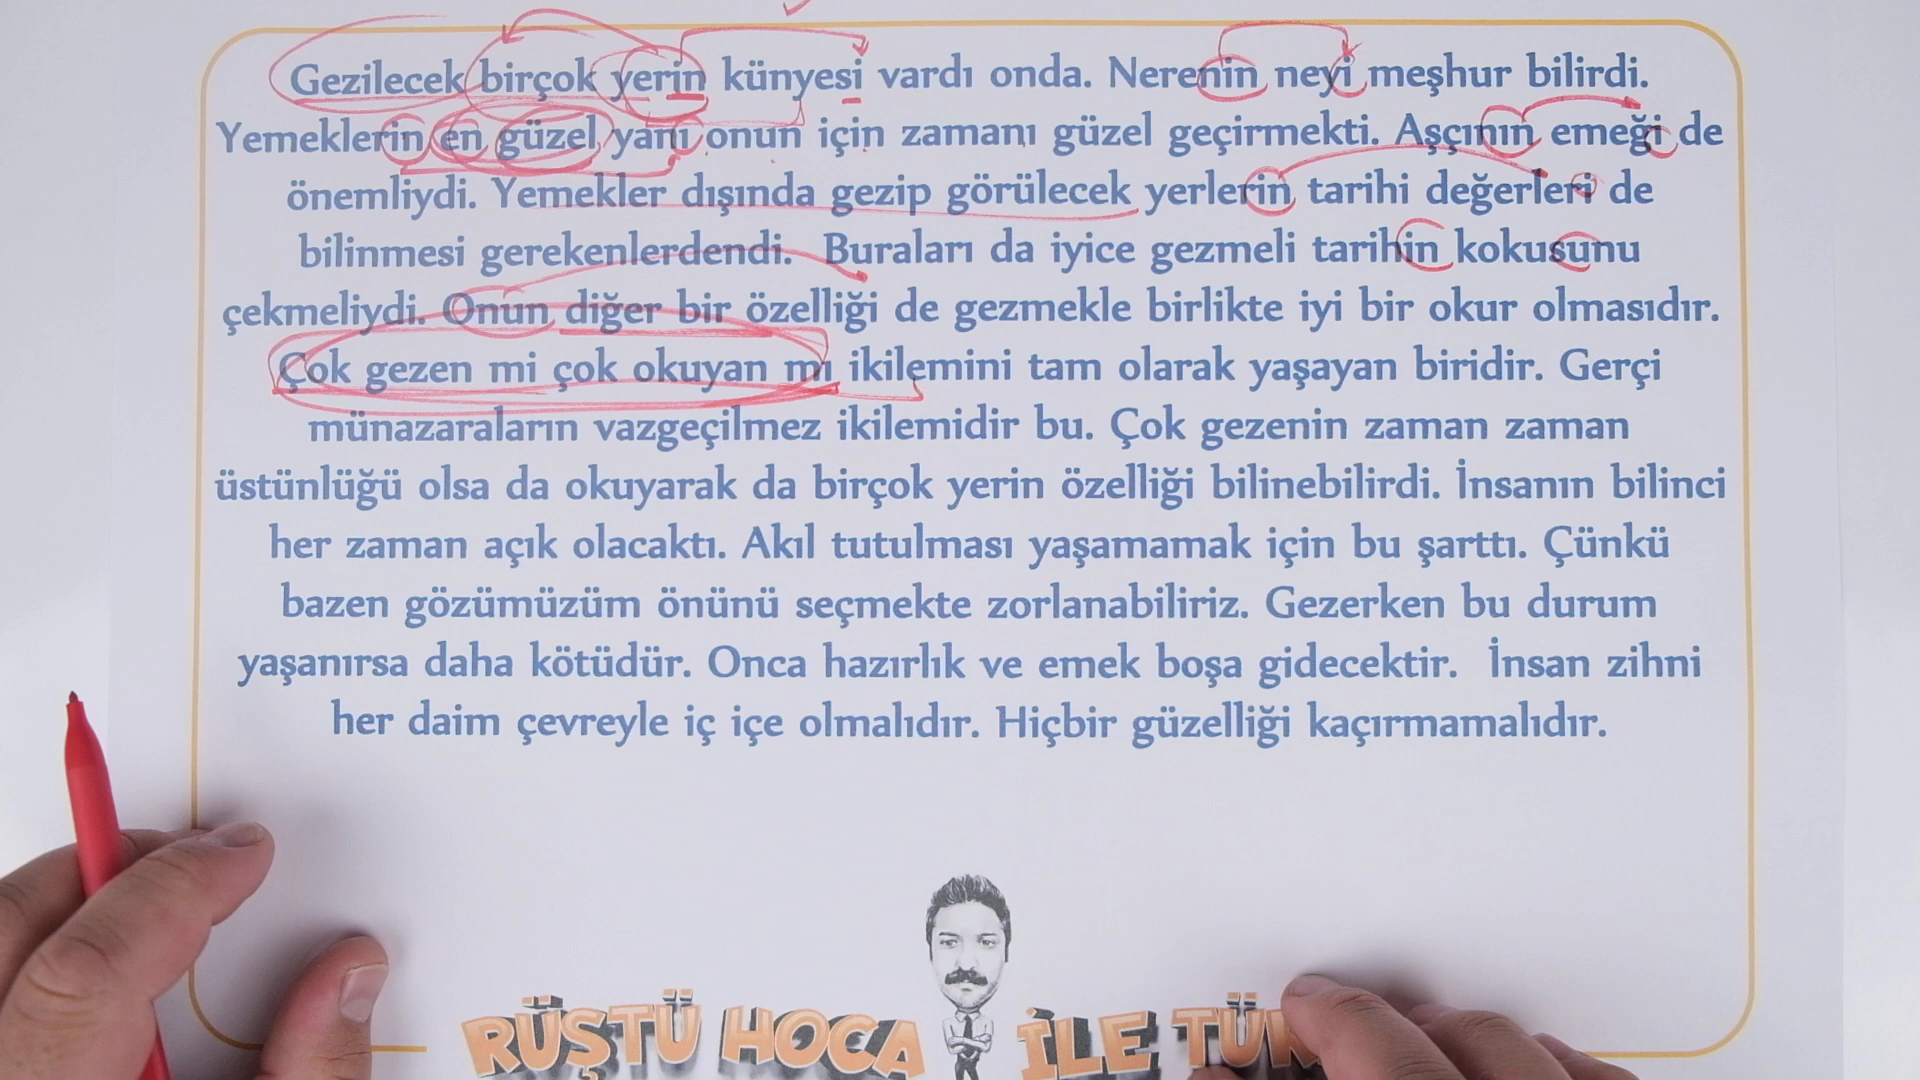 Gezilecek birçok yerin künyesi vardı onda. Nerenin neyi meşhur bilirdi.
Yemeklerin en güzel yanı onun için zamanı güzel geçirmekti. Aşçının emeği de
önemliydi. Yemekler dışında gezip görülecek yerlerin tarihi değerleri de
bilinmesi gerekenlerdendi. Buraları da iyice gezmeli tarihin kokusunu
çekmeliydi. Onun diğer bir özelliği de gezmekle birlikte iyi bir okur olmasıdır.
Çok gezen mi çok okuyan mı ikilemini tam olarak yaşayan biridir. Gerçi
münazaraların vazgeçilmez ikilemidir bu. Çok gezenin zaman zaman
üstünlüğü olsa da okuyarak da birçok yerin özelliği bilinebilirdi. İnsanın bilinci
her zaman açık olacaktı. Akıl tutulması yaşamamak için bu şarttı. Çünkü
bazen gözümüzüm önünü seçmekte zorlanabiliriz. Gezerken bu durum
yaşanırsa daha kötüdür. Onca hazırlık ve emek boşa gidecektir. İnsan zihni
her daim çevreyle iç içe olmalıdır. Hiçbir güzelliği kaçırmamalıdır.
RÜŞTÜ HOCA İLE